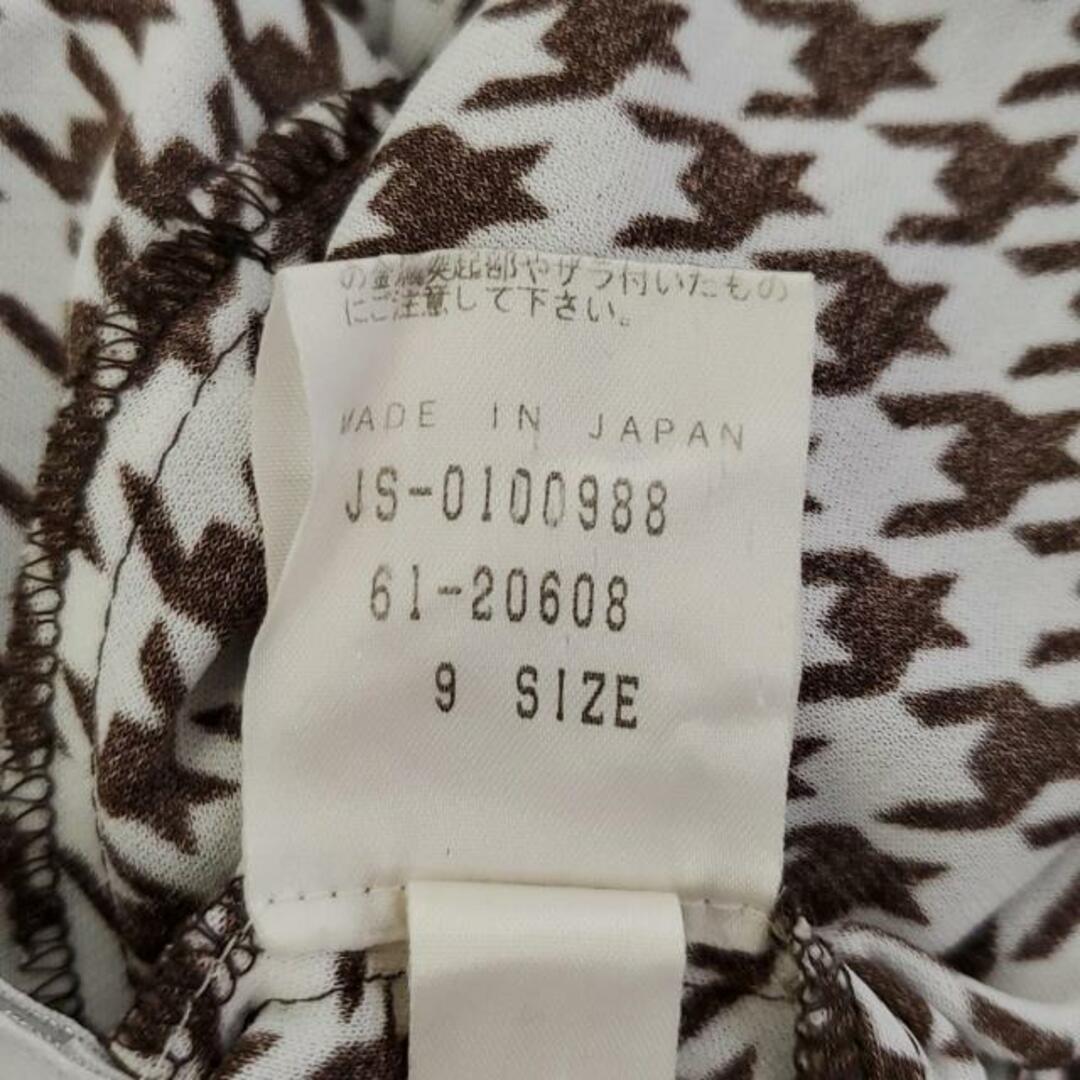 の金属突起部やザラ付いたもの
にご注意して下さい。
MADE IN JAPAN
JS-0100988
61-20608
9 SIZE